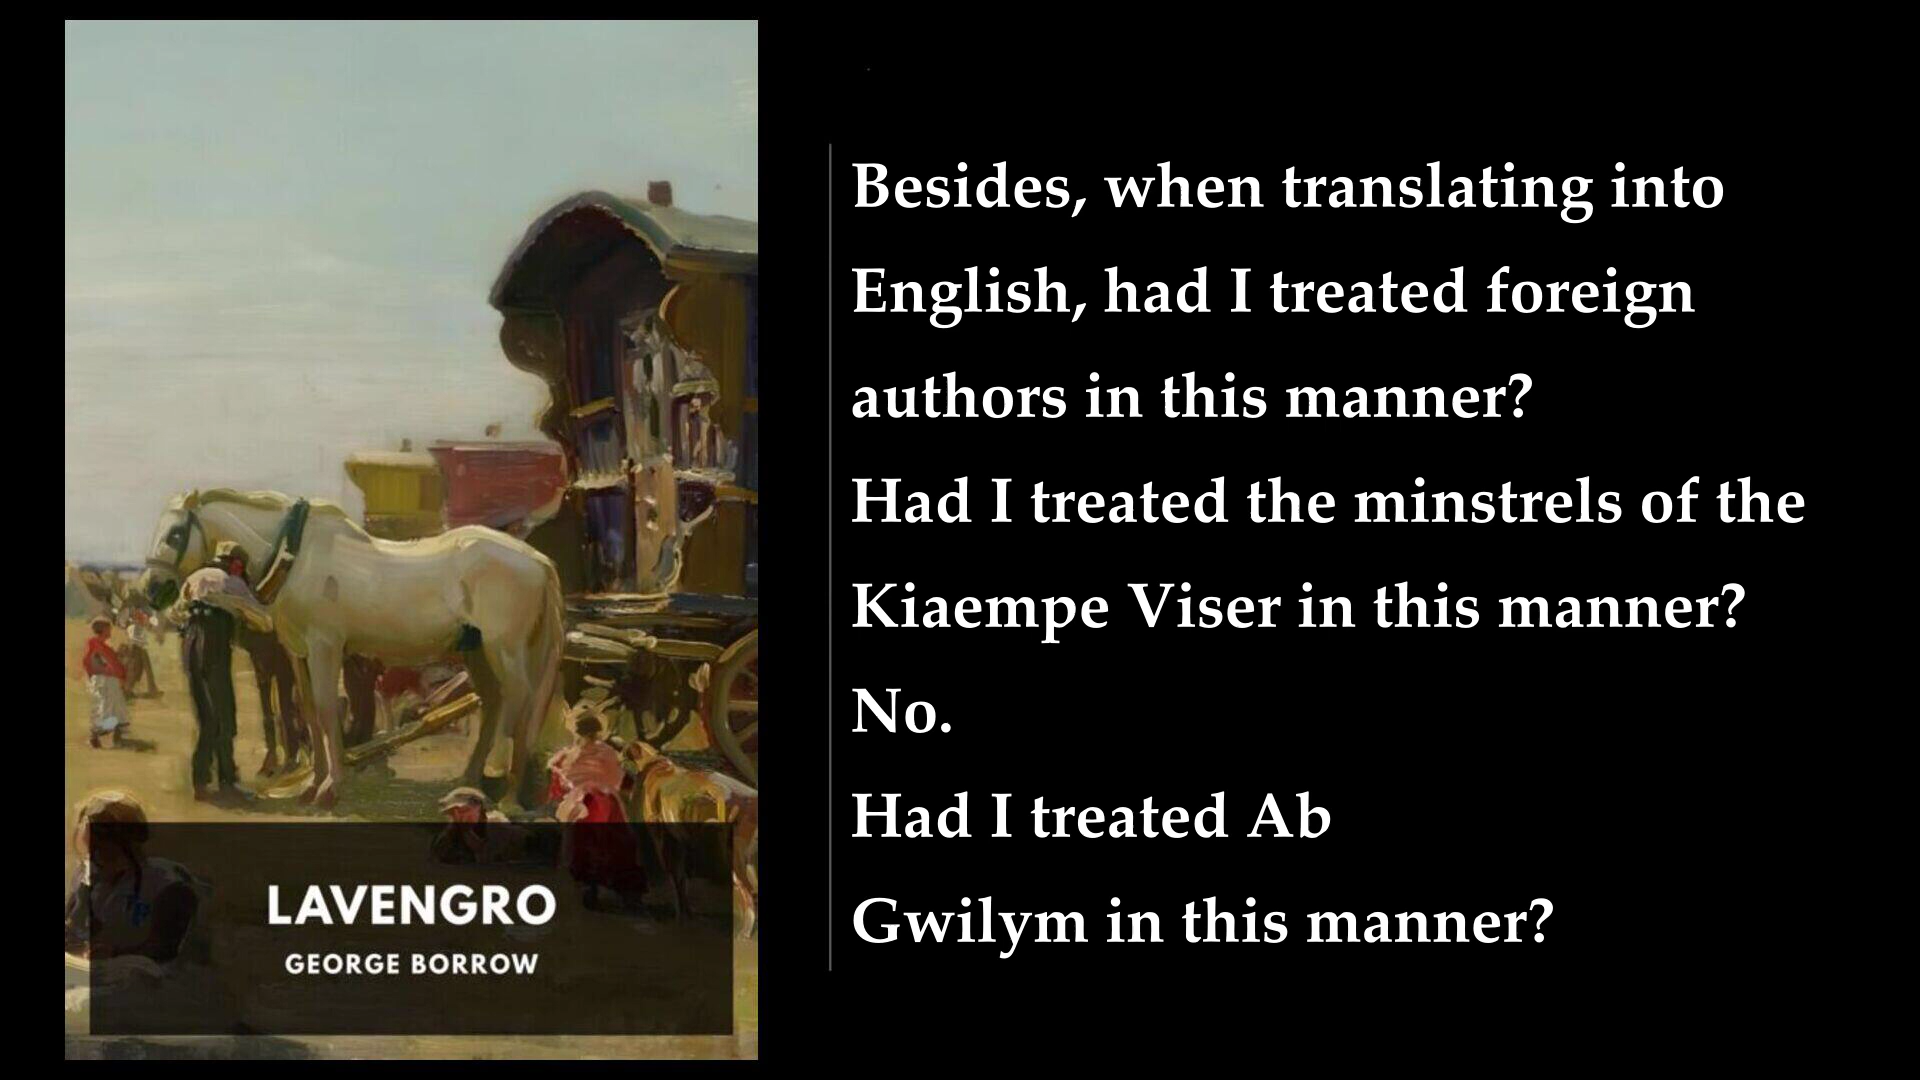 LAVENGRO
GEORGE BORROW
Besides, when translating into
English, had I treated foreign
authors in this manner?
Had I treated the minstrels of the
Kiaempe Viser in this manner?
No.
Had I treated Ab
Gwilym in this manner?